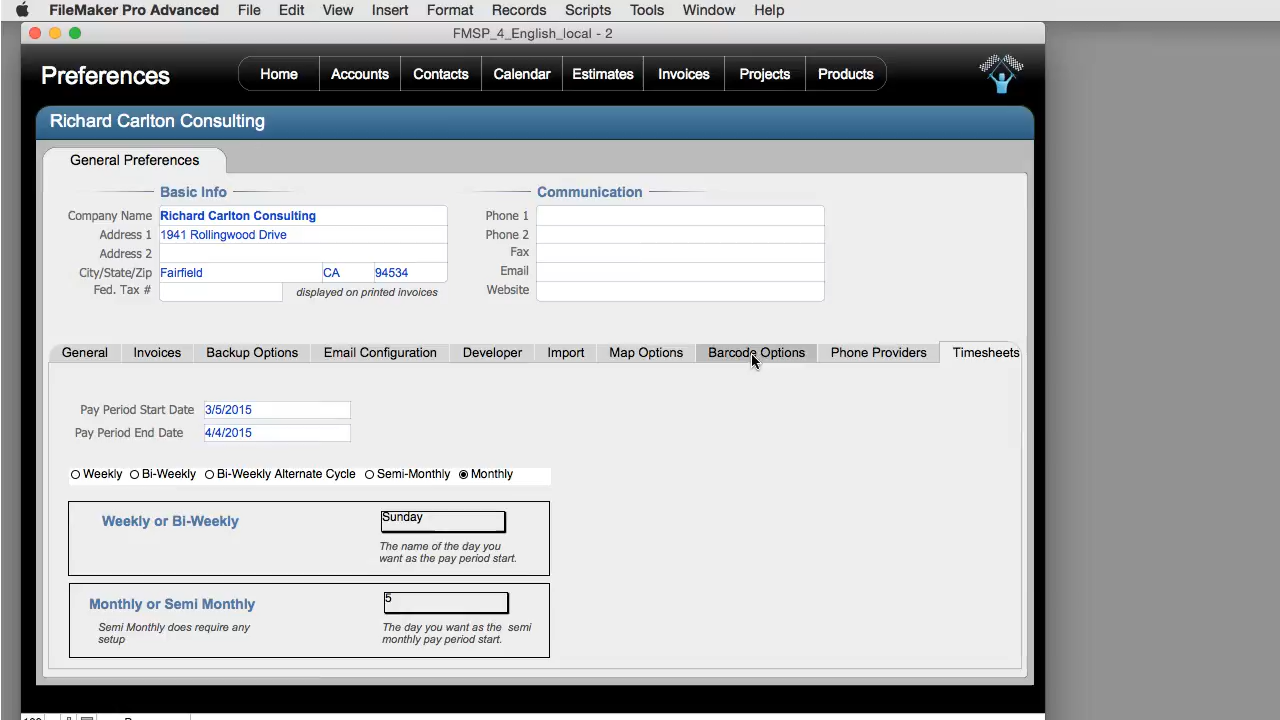 FileMaker Pro Advanced File Edit View Insert Format Records Scripts Tools Window Help
FMSP_4_English_local - 2
Preferences Home Accounts Contacts Calendar Estimates Invoices Projects Products
Richard Carlton Consulting
General Preferences
Basic Info Communication
Company Name Richard Carlton Consulting Phone 1
Address 1 1941 Rollingwood Drive Phone 2
Address 2 Fax
City/State/Zip Fairfield CA 94534 Email
Fed. Tax # displayed on printed invoices Website
General Invoices Backup Options Email Configuration Developer Import Map Options Barcode Options Phone Providers Timesheets
Pay Period Start Date 3/5/2015
Pay Period End Date 4/4/2015
Weekly Bi-Weekly Bi-Weekly Alternate Cycle Semi-Monthly Monthly
Weekly or Bi-Weekly Sunday
The name of the day you
want as the pay period start.
Monthly or Semi Monthly 5
Semi Monthly does require any
setup
The day you want as the semi
monthly pay period start.